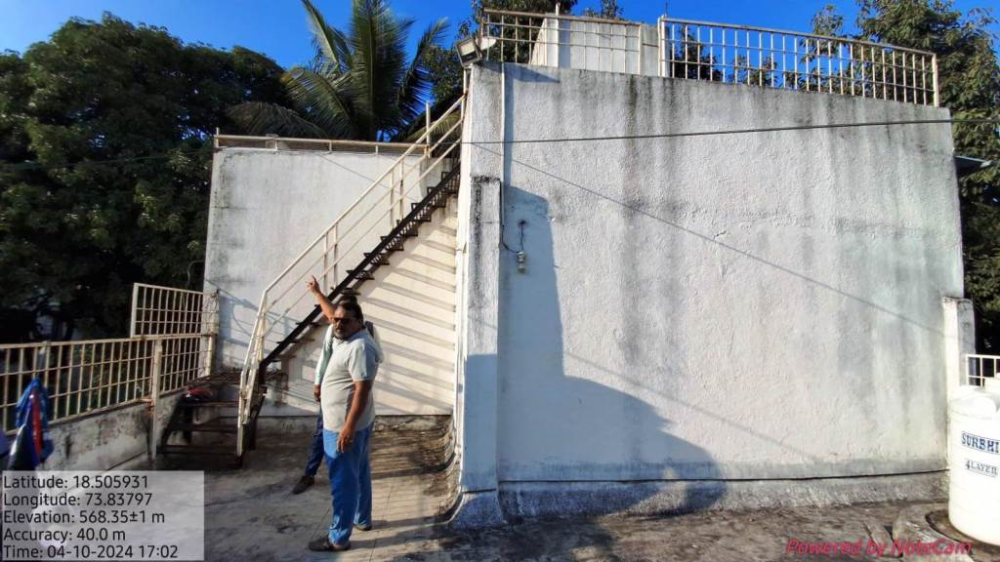 SURBHI
4 LAYER
Latitude: 18.505931
Longitude: 73.83797
Elevation: 568.35±1 m
Accuracy: 40.0 m
Time: 04-10-2024 17:02
Powered by NoteCam